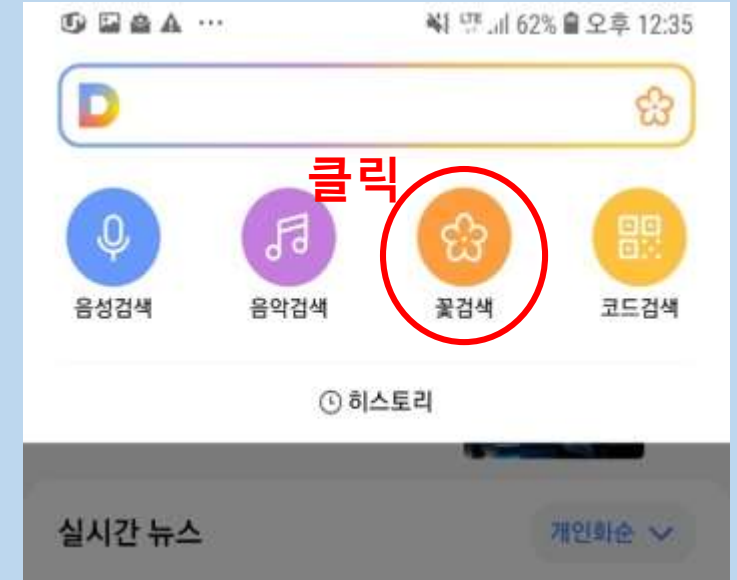 LTE 62% 오후 12:35
D
클릭
음성검색 음악검색 꽃검색 코드검색
히스토리
실시간 뉴스 개인화순